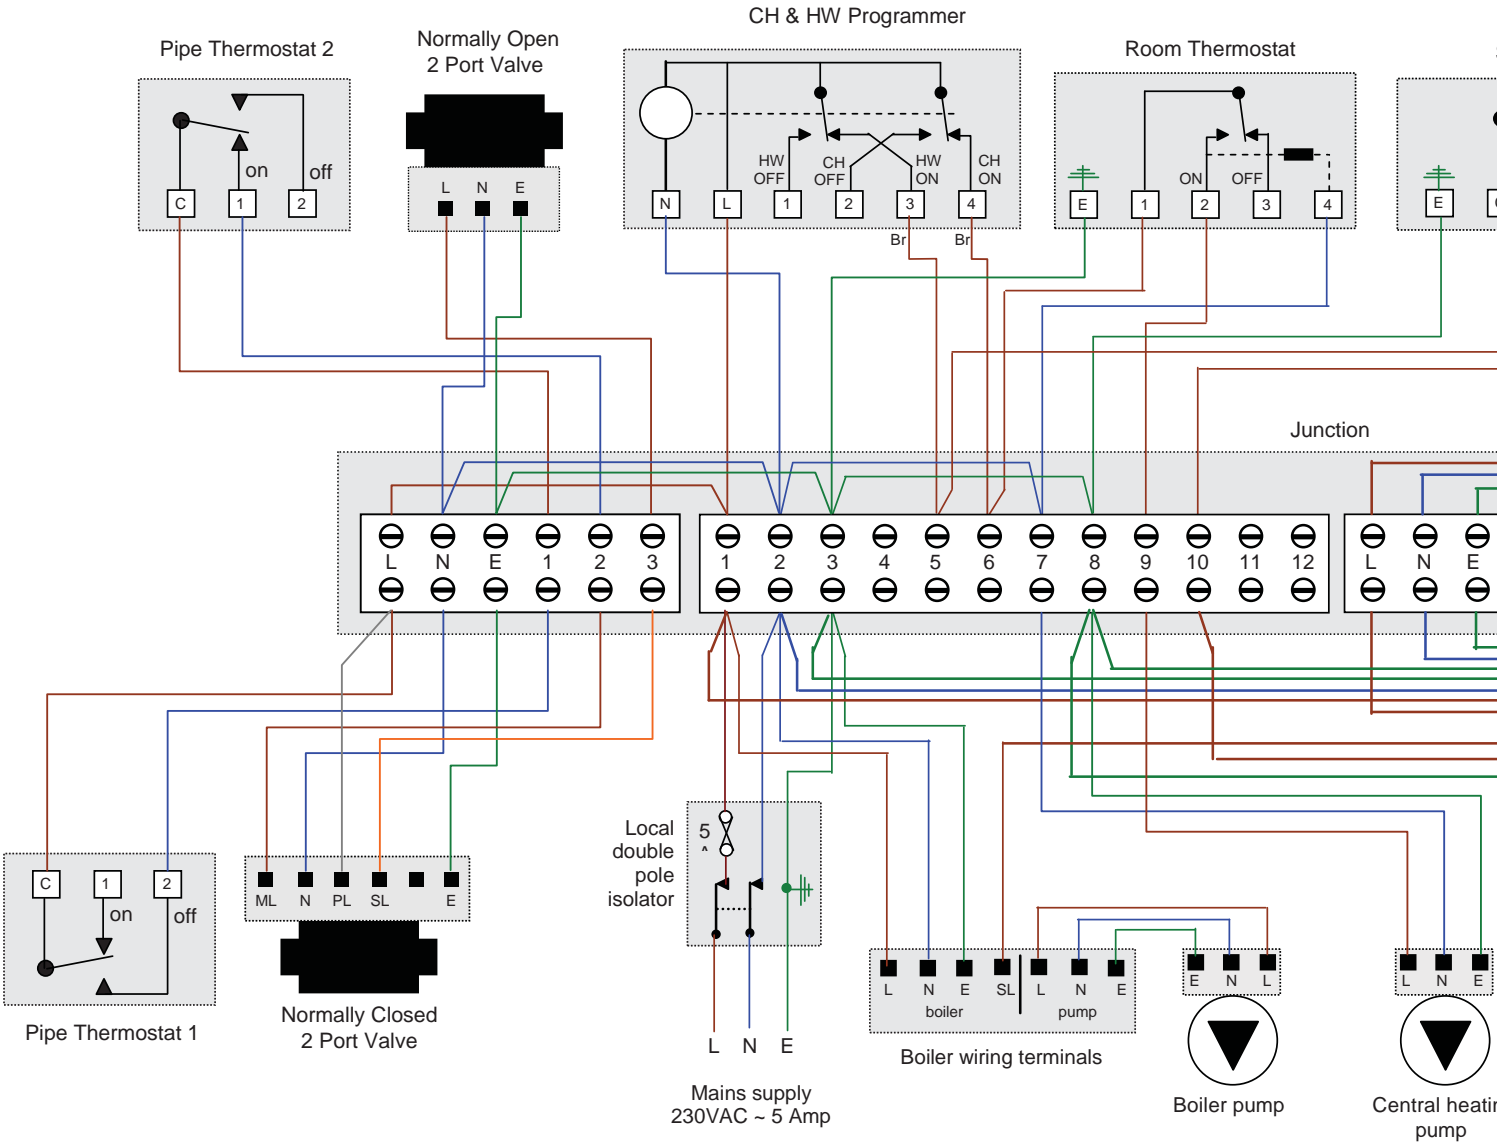 CH & HW Programmer
Pipe Thermostat 2
Normally Open
2 Port Valve
Room Thermostat
on
off
C
1
2
L
N
E
HW
OFF
CH
OFF
HW
ON
CH
ON
N
L
1
2
3
4
Br
Br
ON
OFF
E
1
2
3
4
E
Junction
L
N
E
1
2
3
1
2
3
4
5
6
7
8
9
10
11
12
L
N
E
C
1
2
on
off
Pipe Thermostat 1
ML
N
PL
SL
E
Normally Closed
2 Port Valve
Local
double
pole
isolator
5
L
N
E
Mains supply
230VAC ~ 5 Amp
L
N
E
SL
L
N
E
boiler
pump
Boiler wiring terminals
E
N
L
Boiler pump
L
N
E
Central heatin
pump